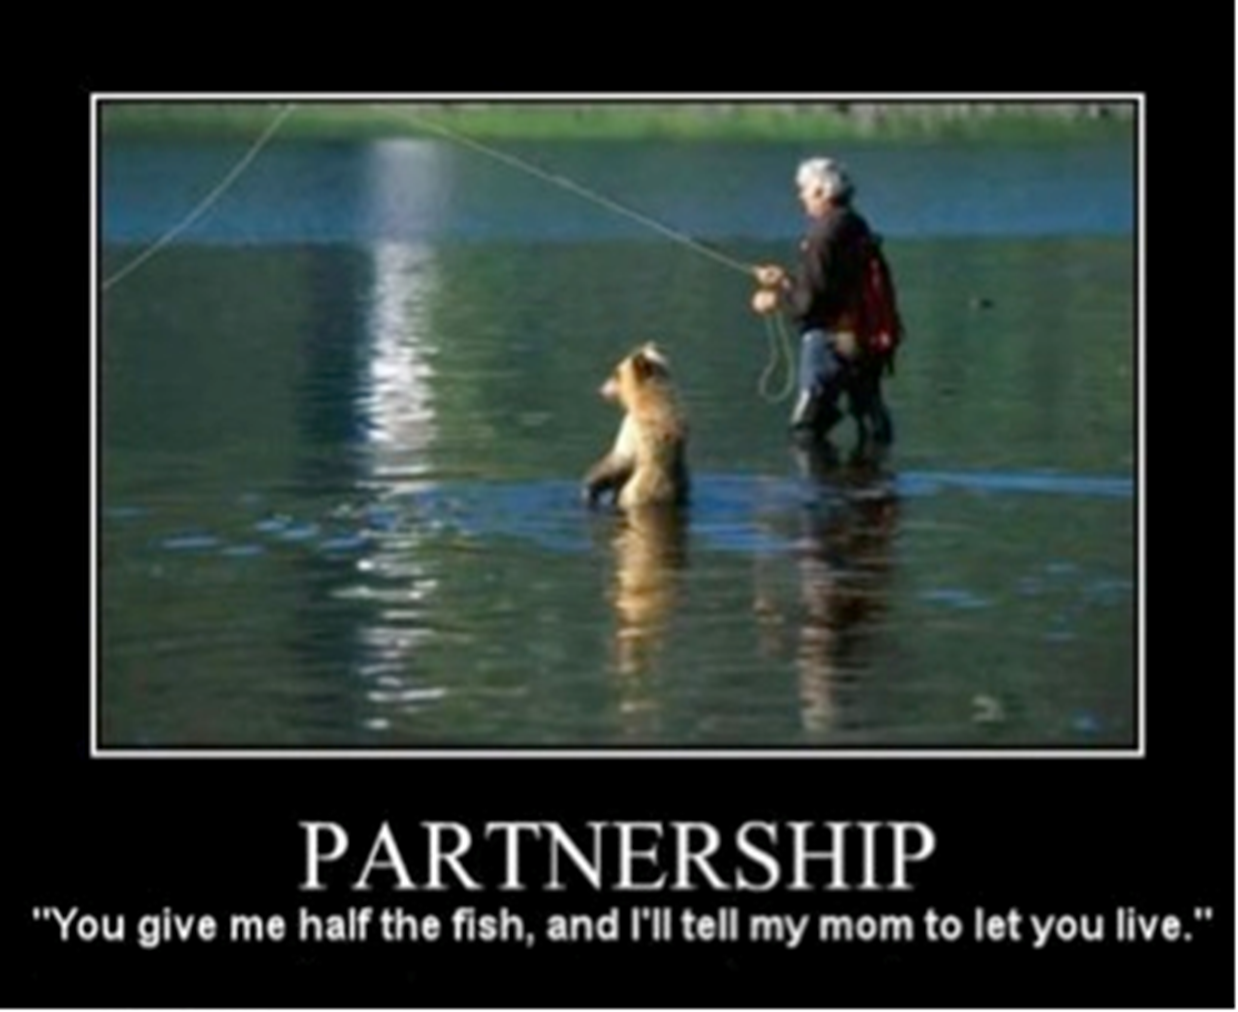 PARTNERSHIP
"You give me half the fish, and I'll tell my mom to let you live."